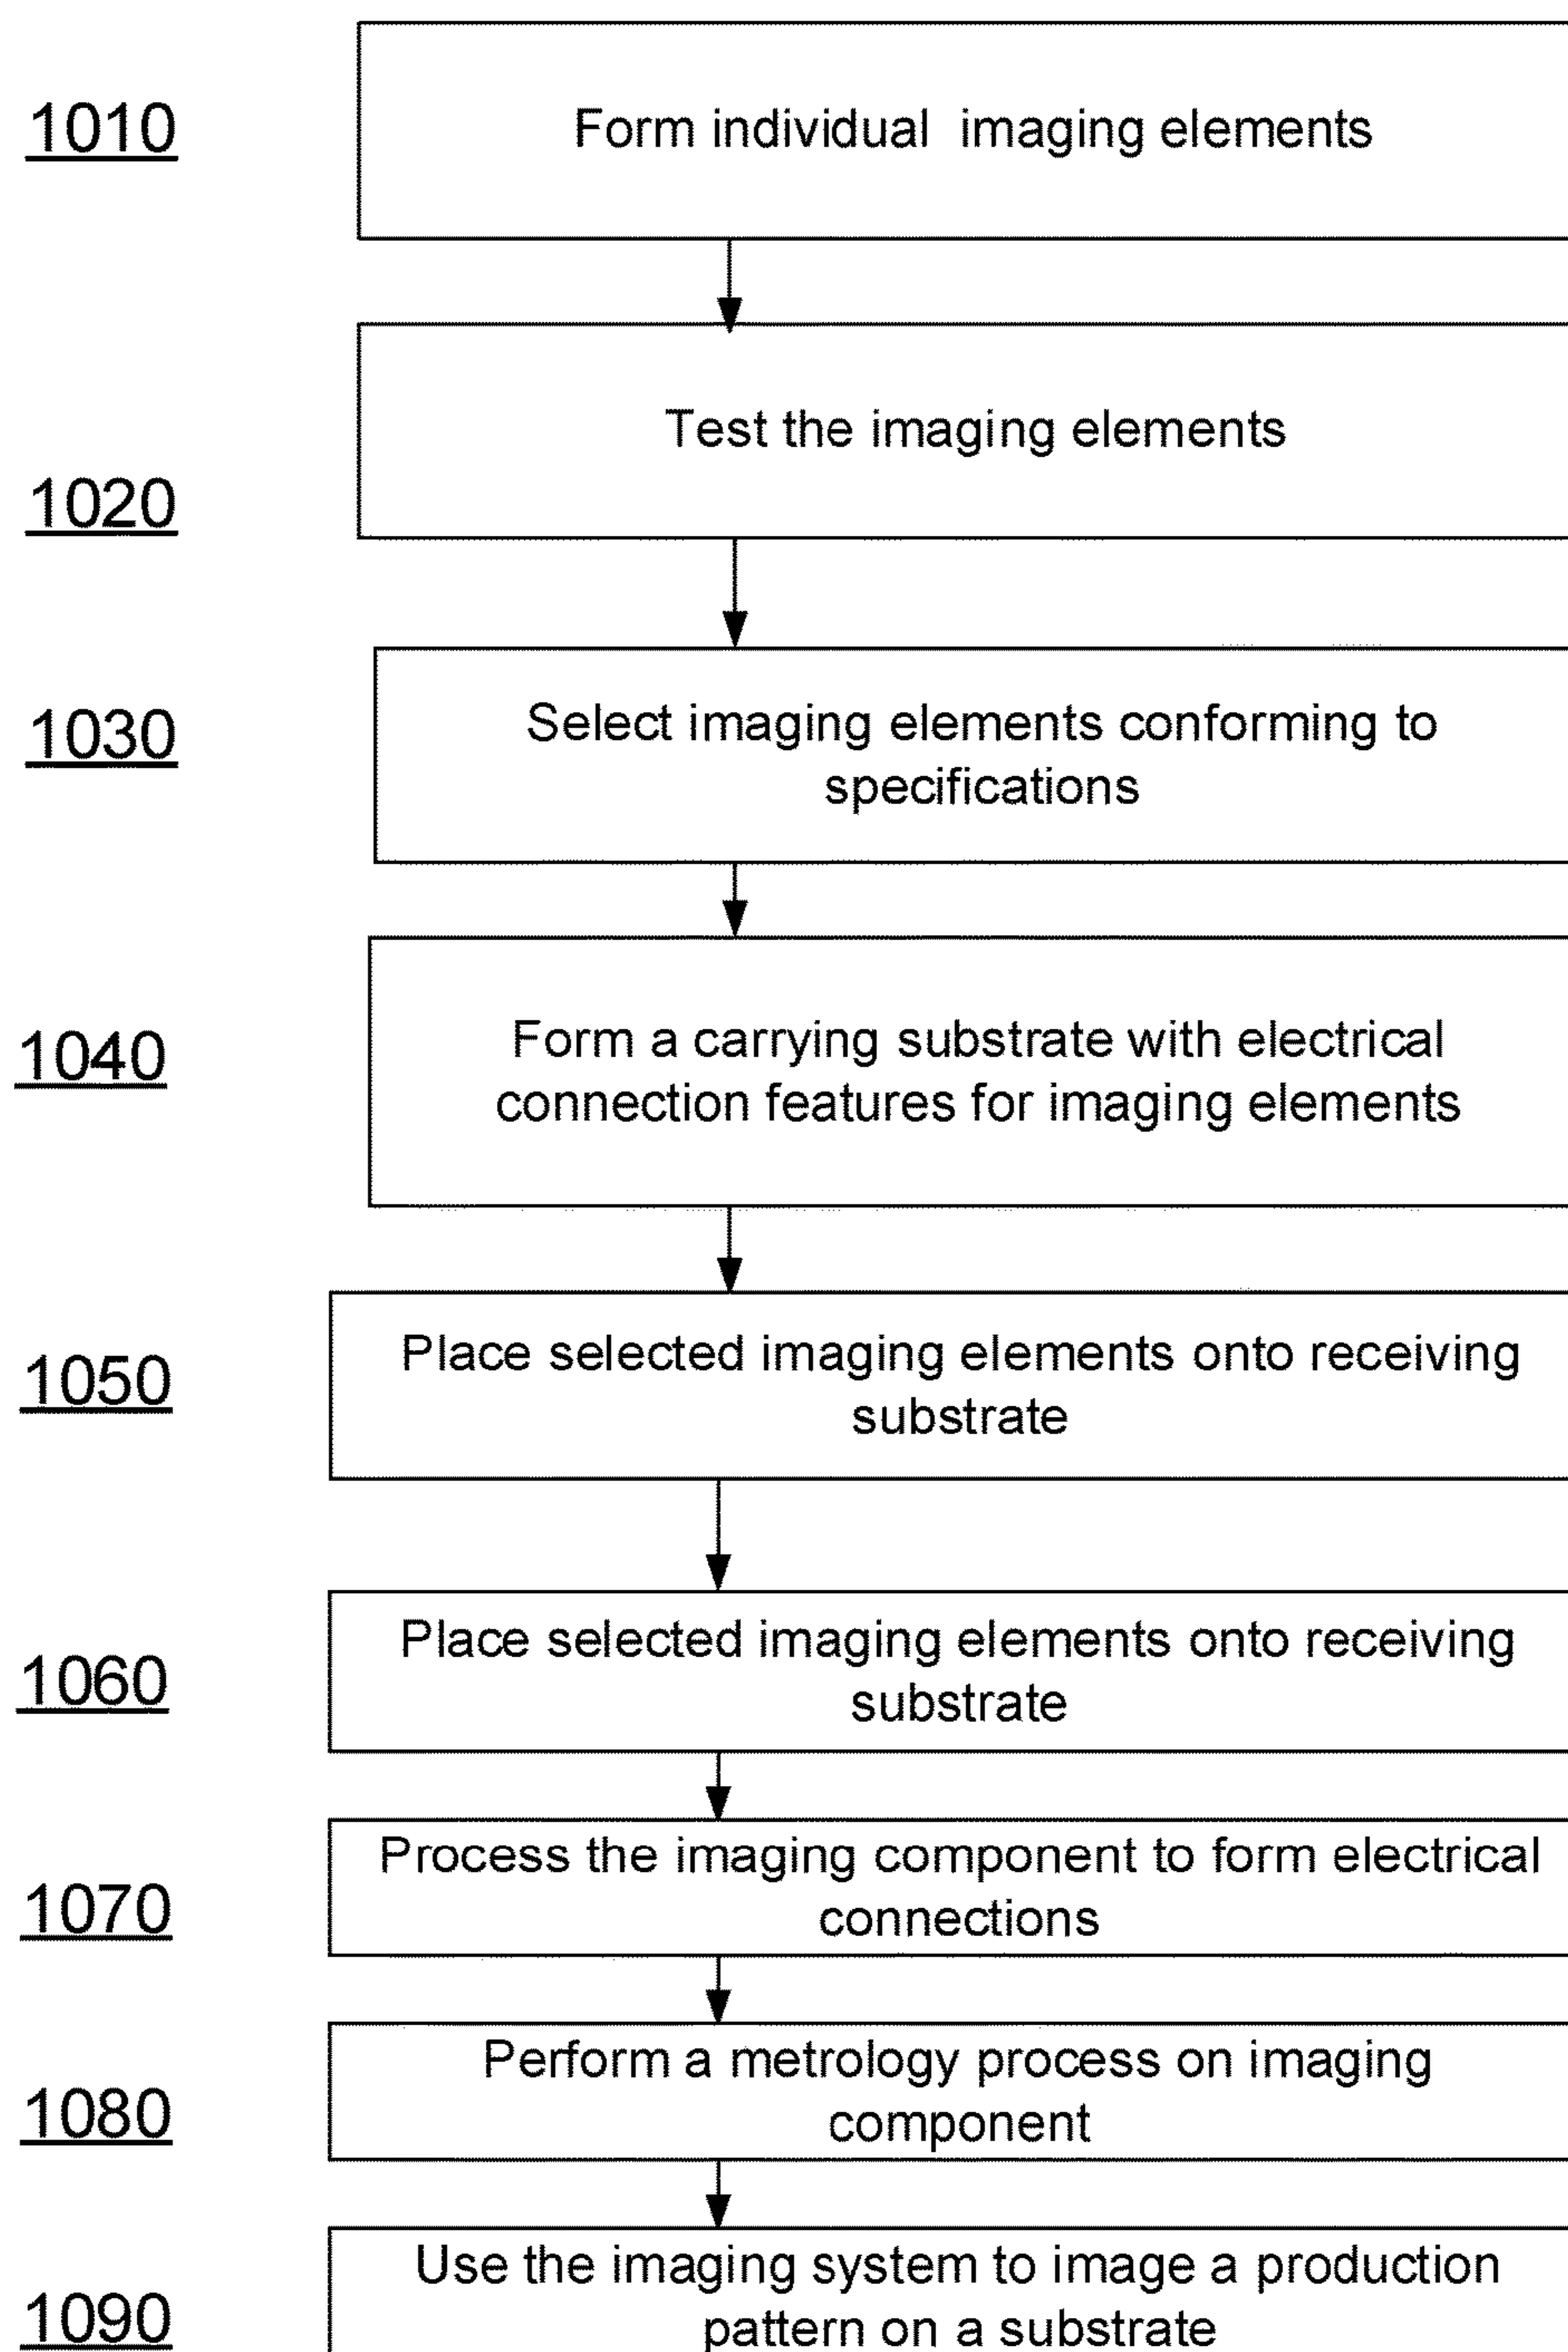 1010
Form individual  imaging elements
Test the imaging elements
1020
1030
Select imaging elements conforming to
specifications
1040
Form a carrying substrate with electrical
connection features for imaging elements
1050
Place selected imaging elements onto receiving
substrate
1060
Place selected imaging elements onto receiving
substrate
1070
Process the imaging component to form electrical
connections
1080
Perform a metrology process on imaging
component
1090
Use the imaging system to image a production
pattern on a substrate